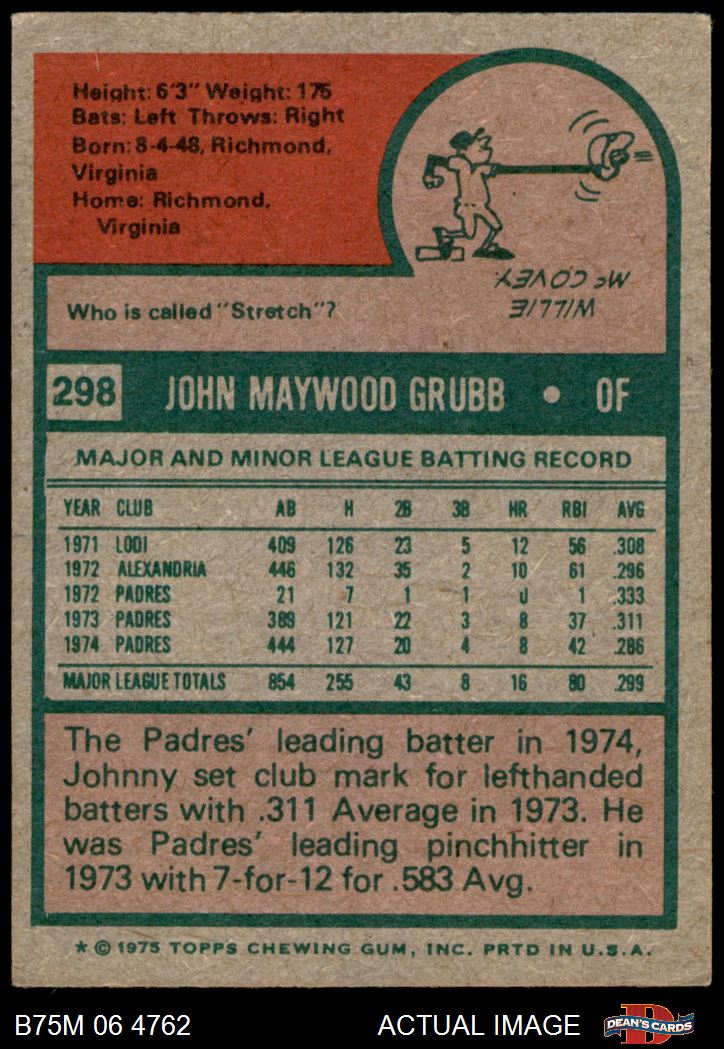 Height: 6'3" Weight: 175
Bats: Left Throws: Right
Born: 8-4-48, Richmond,
Virginia
Home: Richmond,
Virginia
Who is called "Stretch"?
WILLIE
McCOVEY
298 JOHN MAYWOOD GRUBB • OF
MAJOR AND MINOR LEAGUE BATTING RECORD
YEAR CLUB AB H 2B 3B HR RBI AVG
1971 LODI 409 126 23 5 12 56 .308
1972 ALEXANDRIA 446 132 35 2 10 61 .296
1972 PADRES 21 7 1 1 0 1 .333
1973 PADRES 389 121 22 3 8 37 .311
1974 PADRES 444 127 20 4 8 42 .286
MAJOR LEAGUE TOTALS 854 255 43 8 16 80 .299
The Padres' leading batter in 1974,
Johnny set club mark for lefthanded
batters with .311 Average in 1973. He
was Padres' leading pinchhitter in
1973 with 7-for-12 for .583 Avg.
* © 1975 TOPPS CHEWING GUM, INC. PRTD IN U.S.A.
B75M 06 4762 ACTUAL IMAGE DEAN'S CARDS